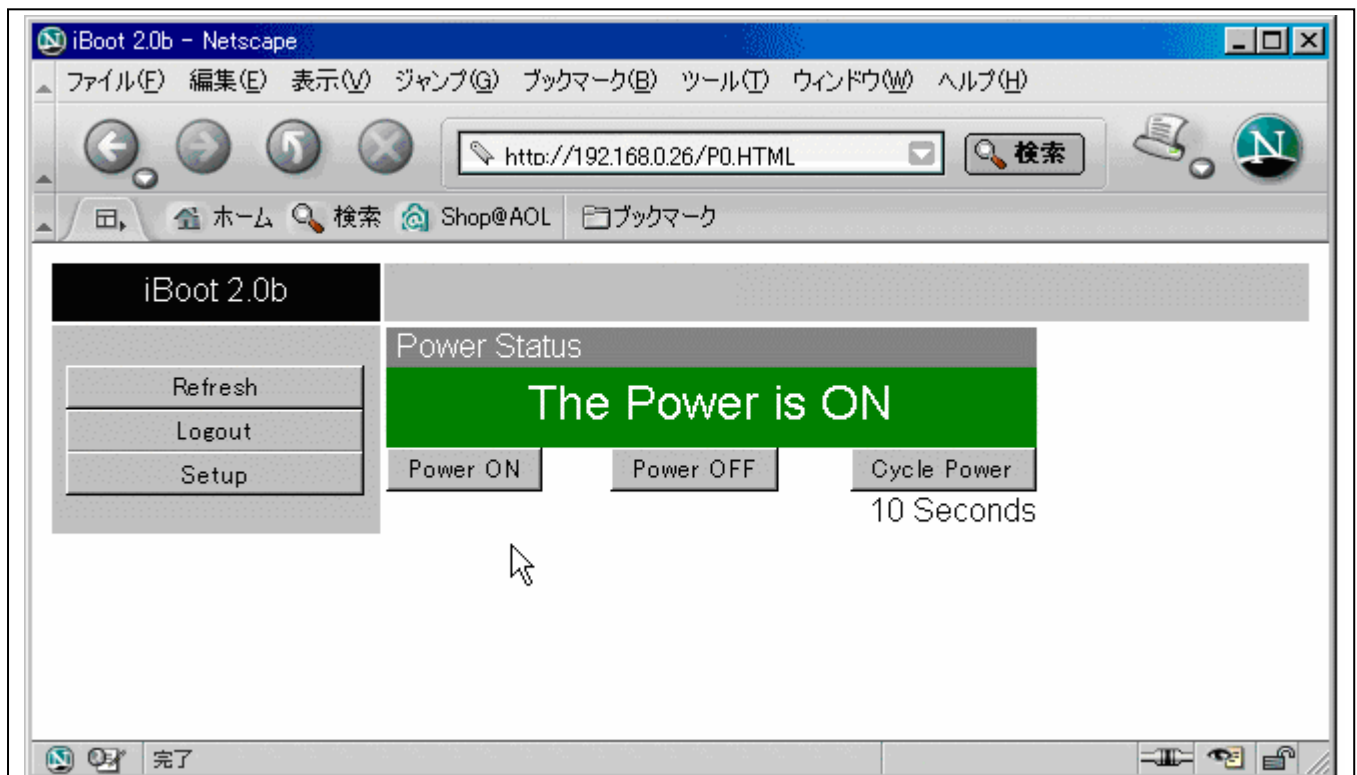 iBoot 2.0b - Netscape
ファイル(F) 編集(E) 表示(V) ジャンプ(G) ブックマーク(B) ツール(T) ウィンドウ(W) ヘルプ(H)
http://192.168.0.26/P0.HTML 検索 N
ホーム 検索 Shop@AOL ブックマーク
iBoot 2.0b
Power Status
The Power is ON
Refresh
Logout
Setup
Power ON Power OFF Cycle Power
10 Seconds
完了